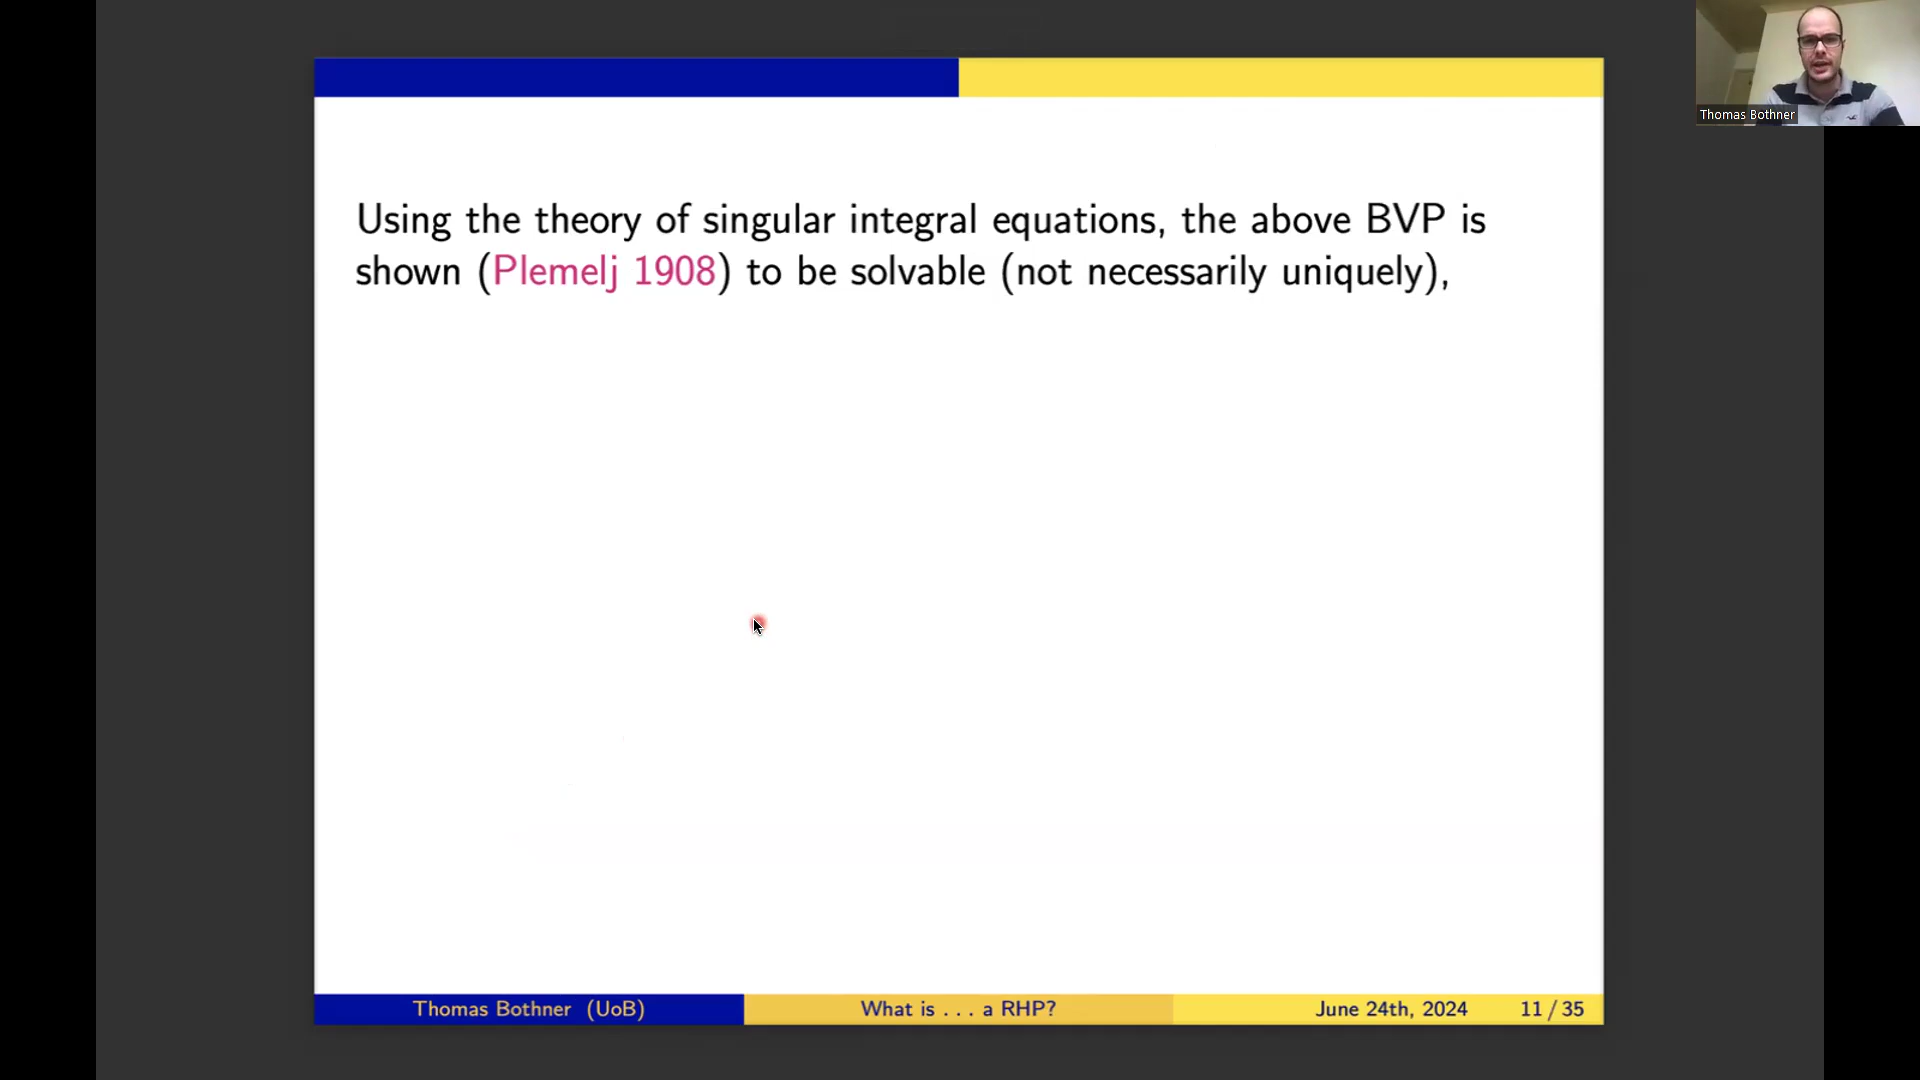 Thomas Bothner
Using the theory of singular integral equations, the above BVP is
shown (Plemelj 1908) to be solvable (not necessarily uniquely),
Thomas Bothner (UoB) What is . . . a RHP? June 24th, 2024 11 / 35